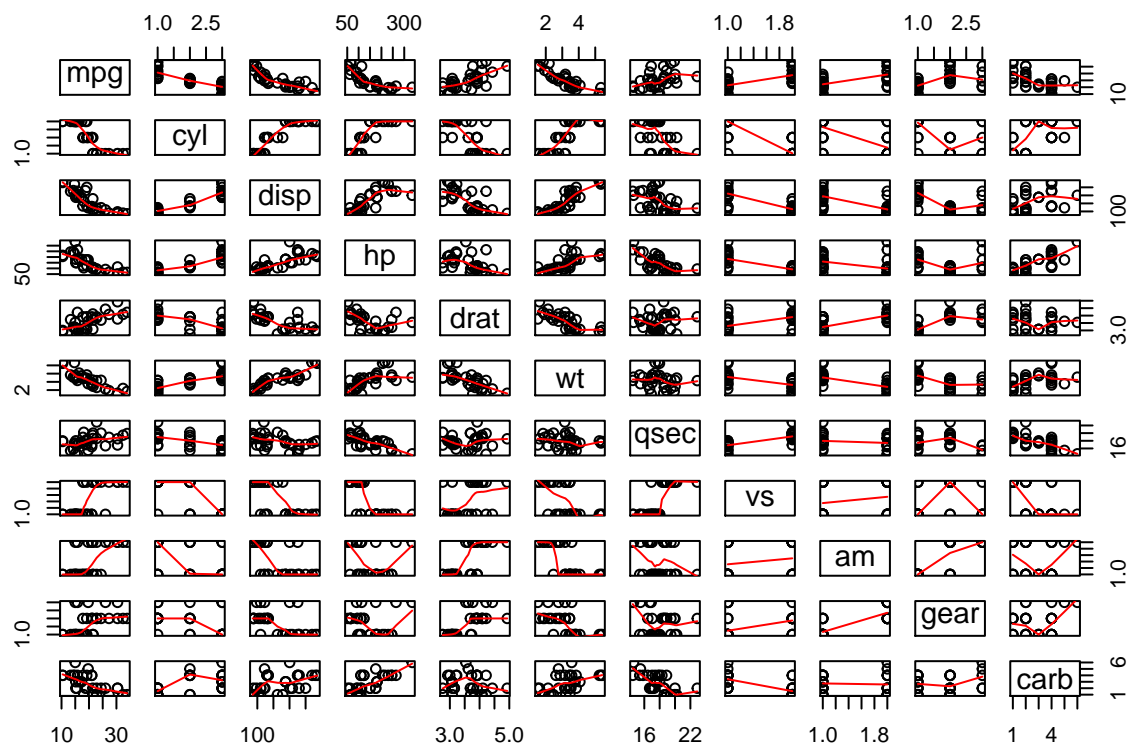 1.0 2.5 50 300 2 4 1.0 1.8 1.0 2.5
mpg 10
1.0 cyl
disp 100
50 hp
drat 3.0
2 wt
qsec 16
1.0 vs
am 1.0
1.0 gear
carb 1 6
10 30 100 3.0 5.0 16 22 1.0 1.8 1 4